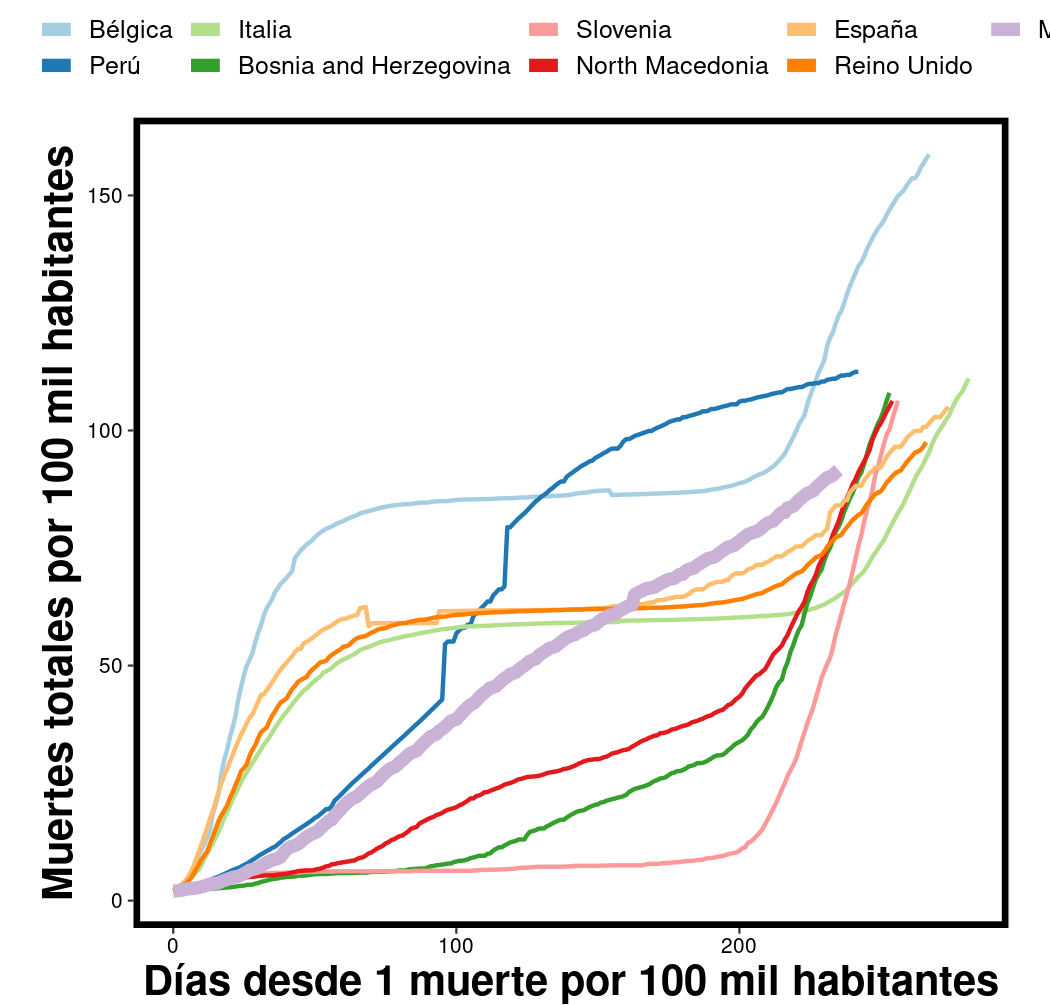 Bélgica Italia Slovenia España M
Perú Bosnia and Herzegovina North Macedonia Reino Unido
Muertes totales por 100 mil habitantes
150
100
50
0
0 100 200
Días desde 1 muerte por 100 mil habitantes